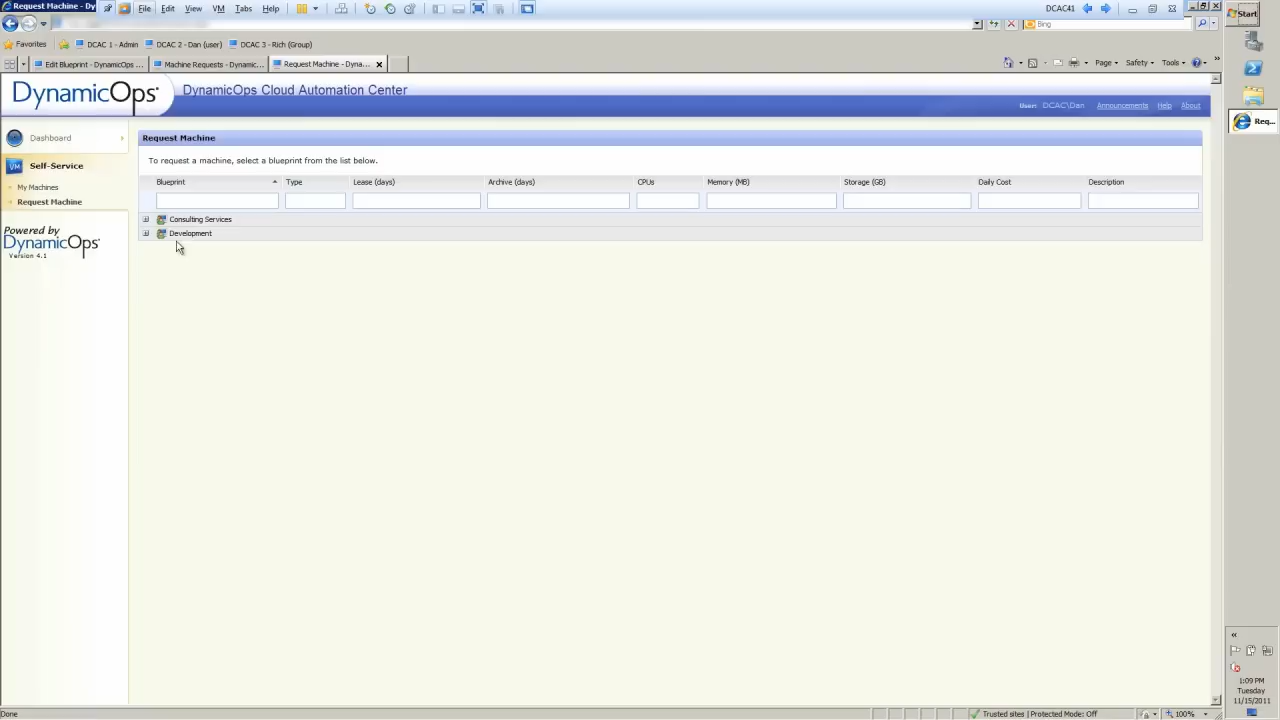 Request Machine - Dy
File Edit View VM Tabs Help
DCAC41
Start
Bing
Favorites DCAC 1 - Admin DCAC 2 - Dan (user) DCAC 3 - Rich (Group)
Edit Blueprint - DynamicOps ... Machine Requests - Dynamic... Request Machine - Dyna...
Page Safety Tools
DynamicOps DynamicOps Cloud Automation Center
User: DCAC\Dan Announcements Help About
Req...
Dashboard
Request Machine
To request a machine, select a blueprint from the list below.
VM Self-Service
My Machines
Request Machine
Blueprint Type Lease (days) Archive (days) CPUs Memory (MB) Storage (GB) Daily Cost Description
Consulting Services
Development
Powered by
DynamicOps
Version 4.1
1:09 PM
Tuesday
11/15/2011
Done
Trusted sites | Protected Mode: Off
100%